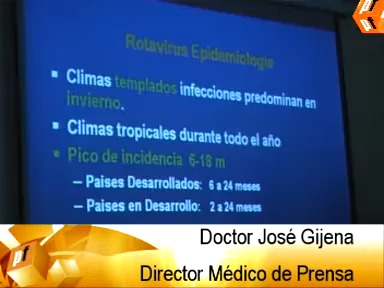 Rotavirus Epidemiologia
Climas templados infecciones predominan en
invierno.
Climas tropicales durante todo el año
Pico de incidencia 6-18 m
– Paises Desarrollados: 6 a 24 meses
– Paises en Desarrollo: 2 a 24 meses
Doctor José Gijena
Director Médico de Prensa